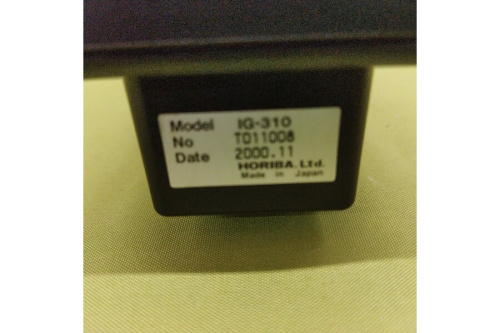 Model IG-310
No T011008
Date 2000.11
HORIBA, Ltd.
Made in Japan